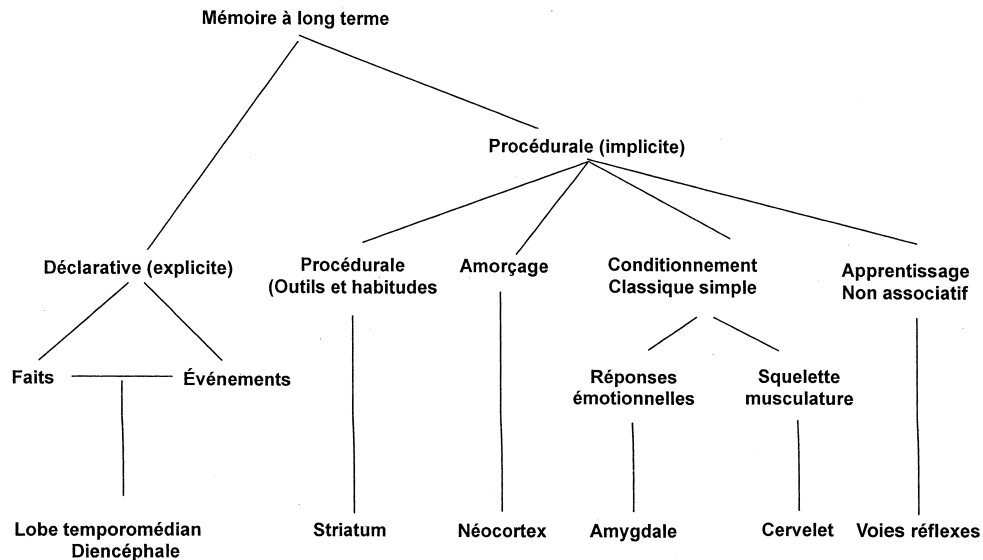 Mémoire à long terme
Procédurale (implicite)
Déclarative (explicite)
Procédurale
(Outils et habitudes
Amorçage
Conditionnement
Classique simple
Apprentissage
Non associatif
Faits
Événements
Réponses
émotionnelles
Squelette
musculature
Lobe temporomédian
Diencéphale
Striatum
Néocortex
Amygdale
Cervelet
Voies réflexes